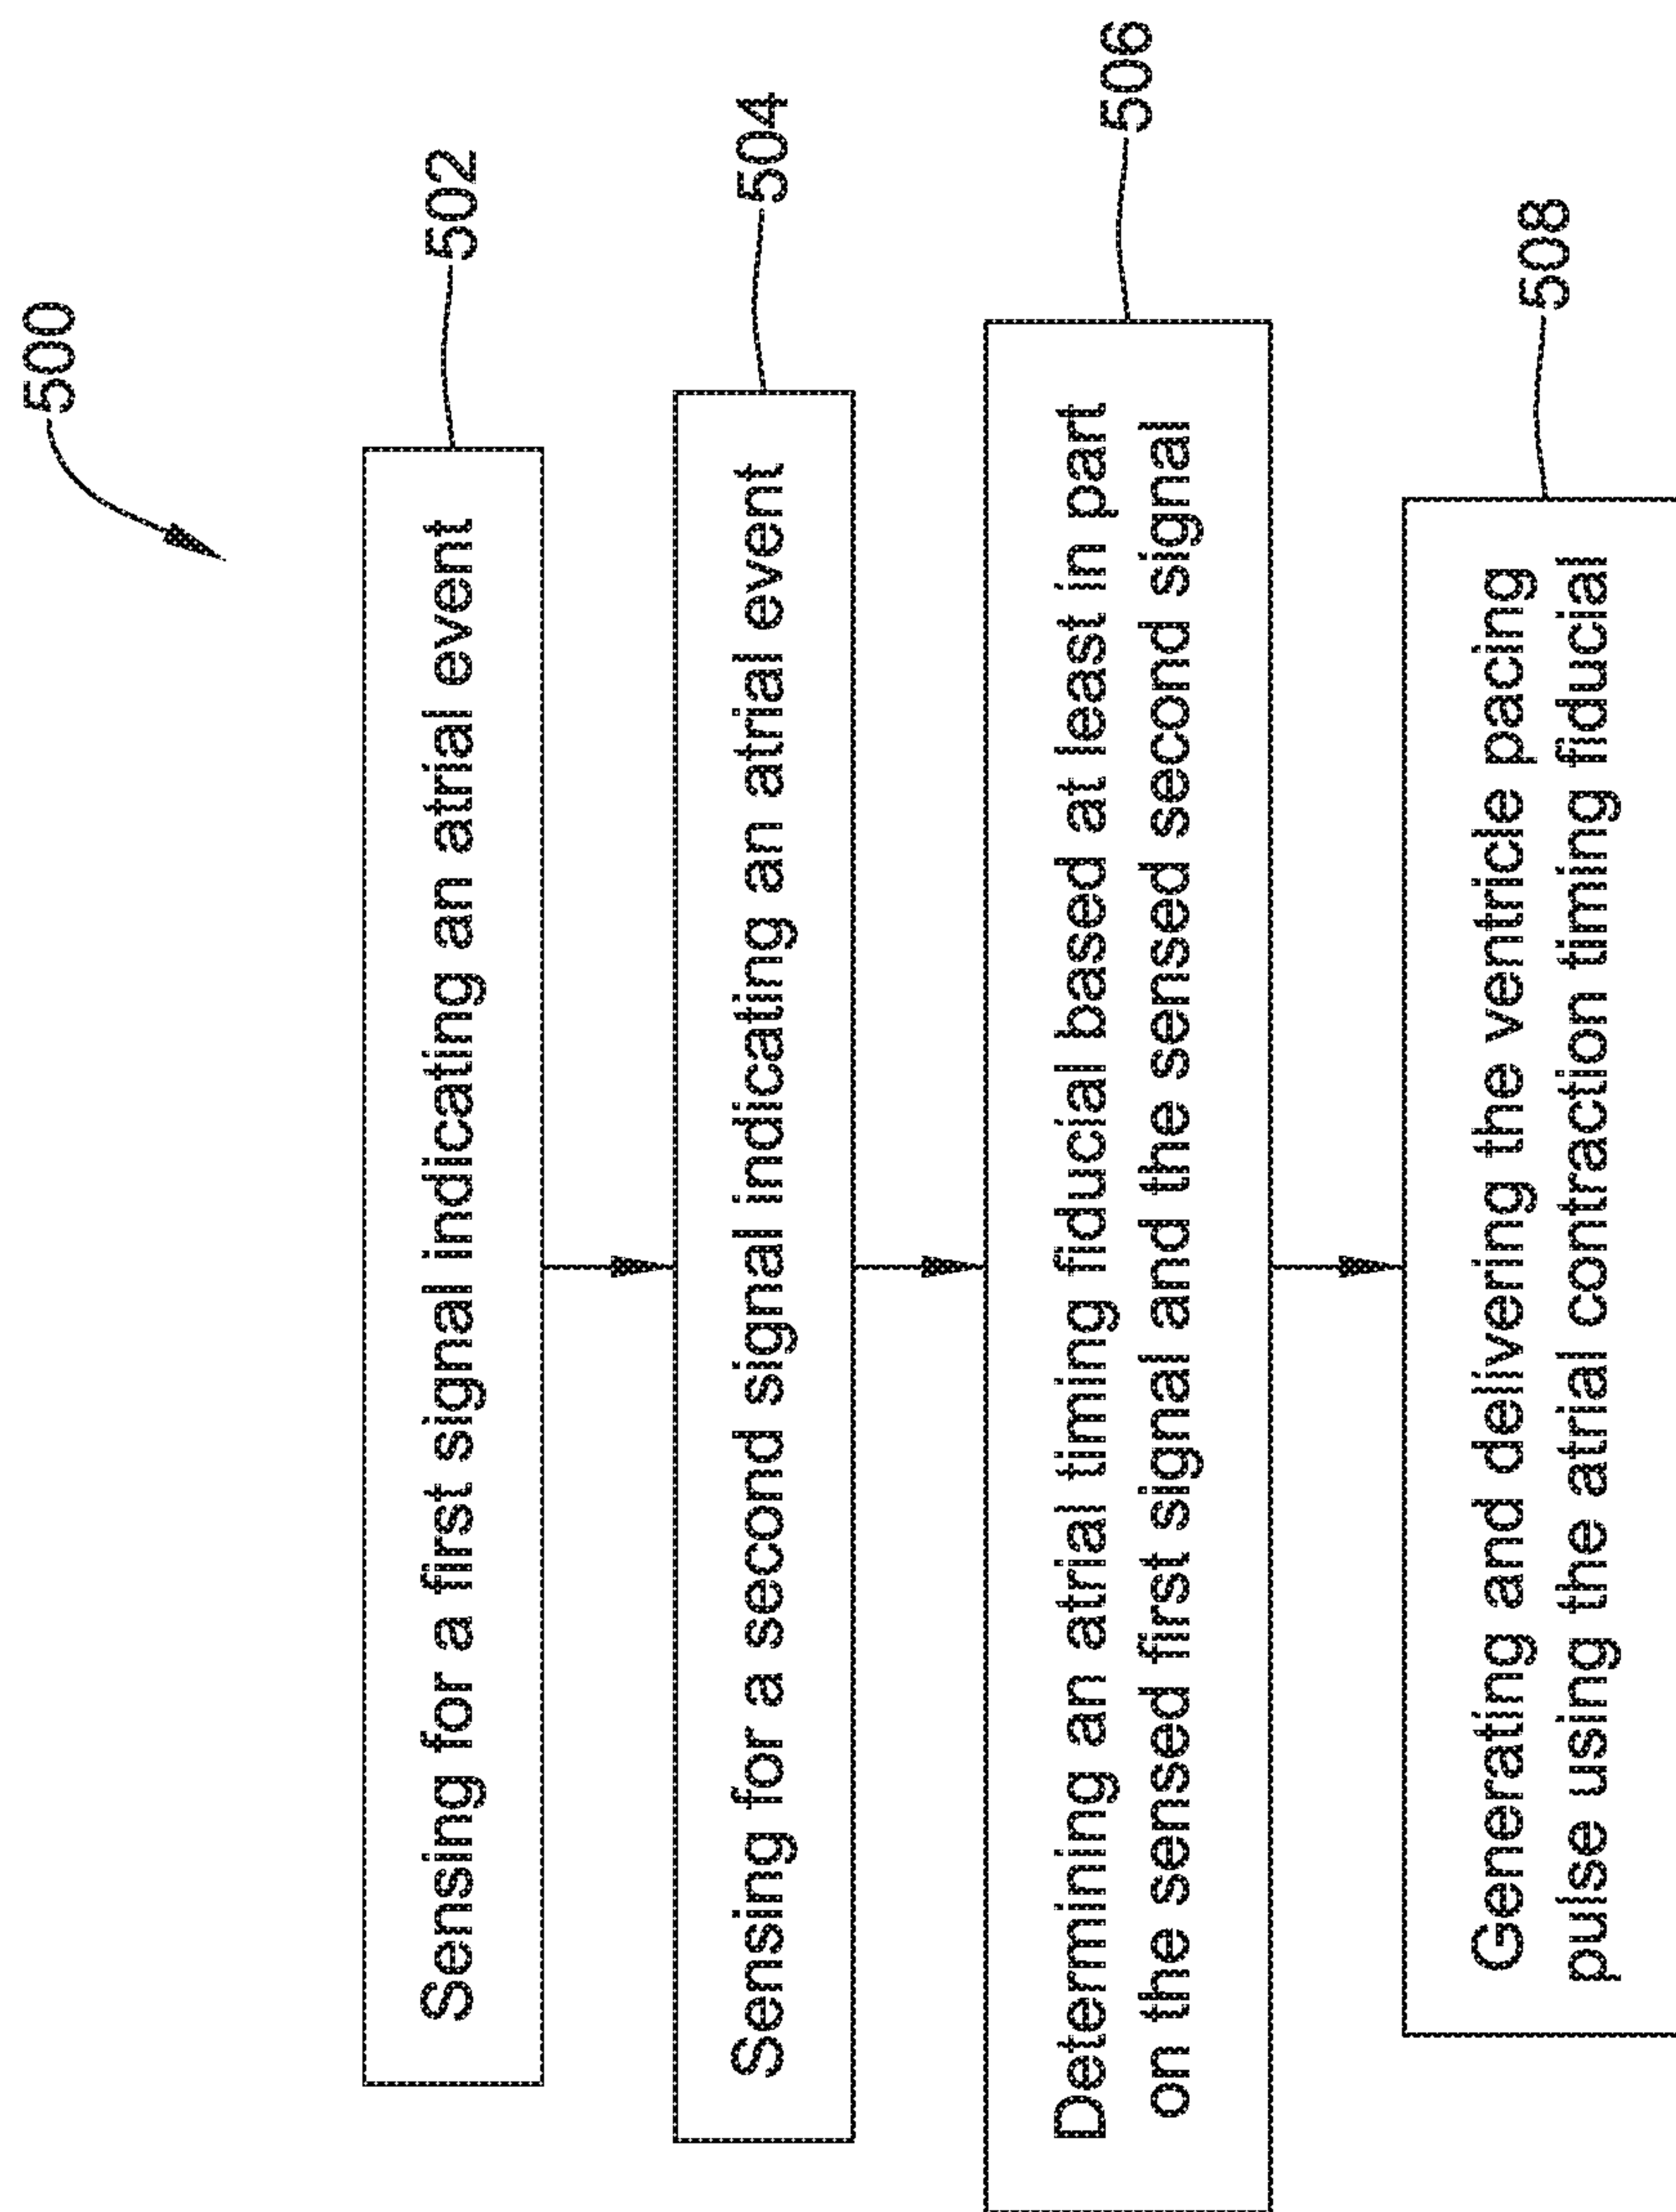 500
Sensing for a first signal indicating an atrial event
502
Sensing for a second signal indicating an atrial event
504
Determining an atrial timing fiducial based at least in part
on the sensed first signal and the sensed second signal
506
Generating and delivering the ventricle pacing
pulse using the atrial contraction timing fiducial
508